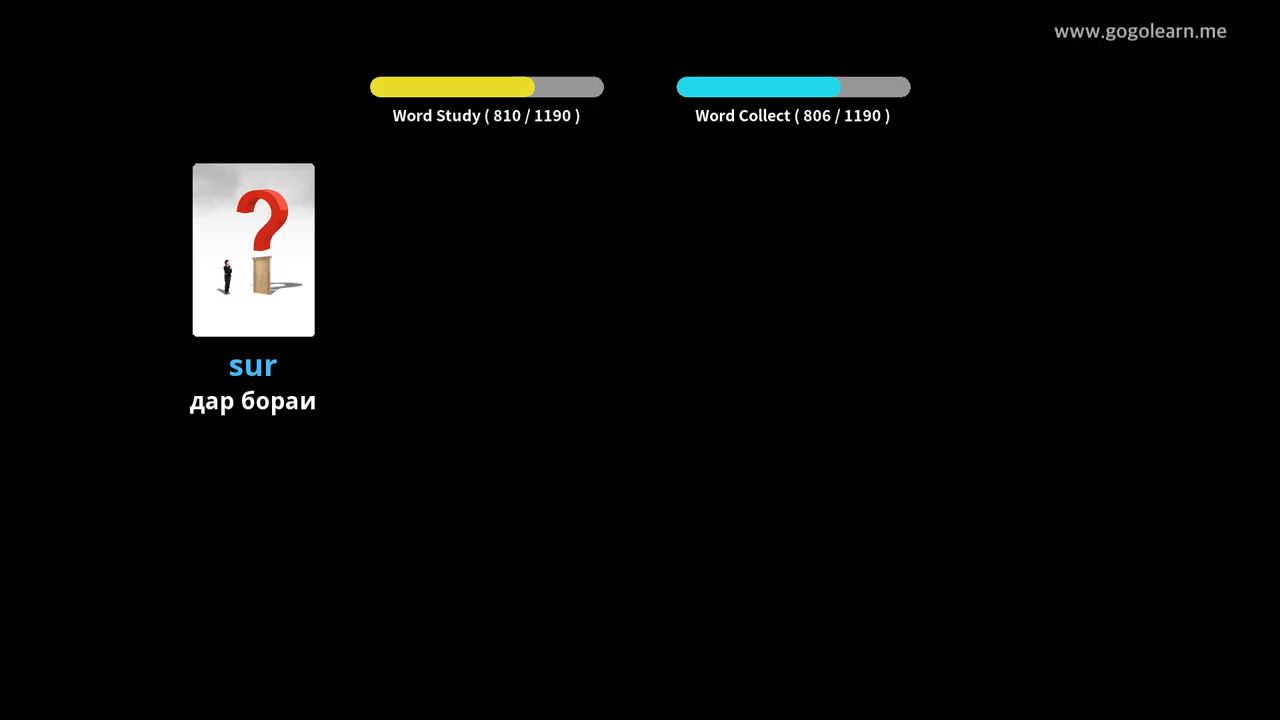 www.gogolearn.me
Word Study ( 810 / 1190 )
Word Collect ( 806 / 1190 )
sur
дар бораи